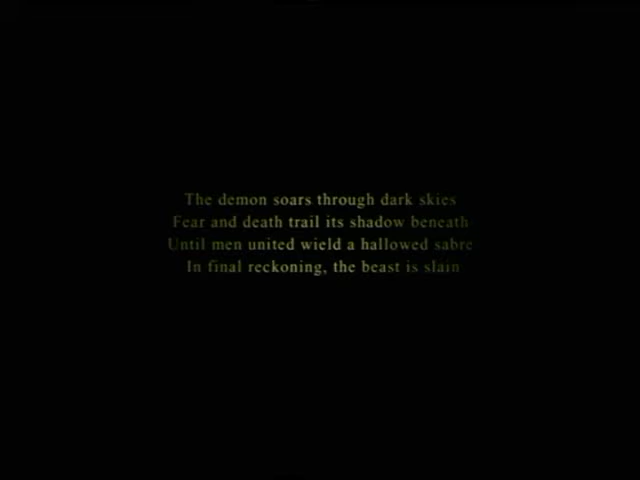 The demon soars through dark skies
Fear and death trail its shadow beneath
Until men united wield a hallowed sabre
In final reckoning, the beast is slain